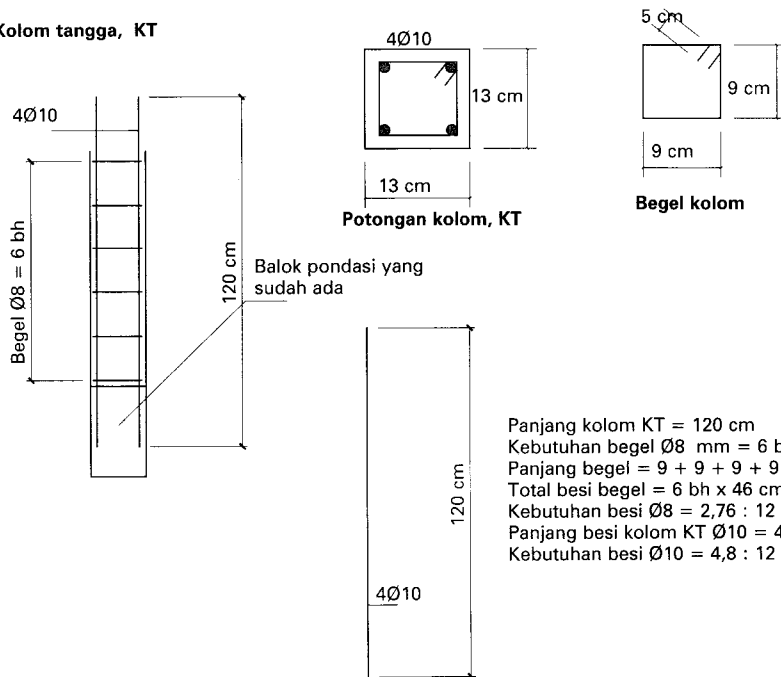 Kolom tangga, KT
4Ø10
Begel Ø8 = 6 bh
120 cm
Balok pondasi yang
sudah ada
4Ø10
13 cm
13 cm
Potongan kolom, KT
5 cm
9 cm
9 cm
Begel kolom
120 cm
4Ø10
Panjang kolom KT = 120 cm
Kebutuhan begel Ø8 mm = 6
Panjang begel = 9 + 9 + 9 + 9
Total besi begel = 6 bh x 46 cm
Kebutuhan besi Ø8 = 2,76 : 12
Panjang besi kolom KT Ø10 = 4
Kebutuhan besi Ø10 = 4,8 : 12